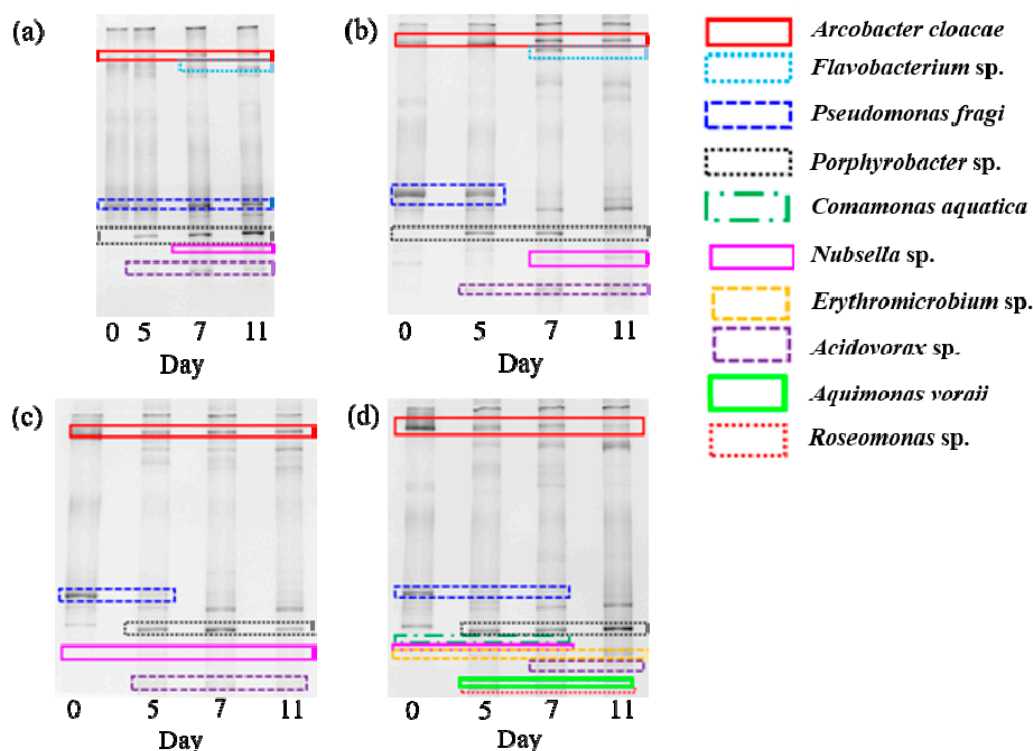 (a)
0 5 7 11
Day
(b)
0 5 7 11
Day
(c)
0 5 7 11
Day
(d)
0 5 7 11
Day
Arcobacter cloacae
Flavobacterium sp.
Pseudomonas fragi
Porphyrobacter sp.
Comamonas aquatica
Nubsella sp.
Erythromicrobium sp.
Acidovorax sp.
Aquimonas voraii
Roseomonas sp.